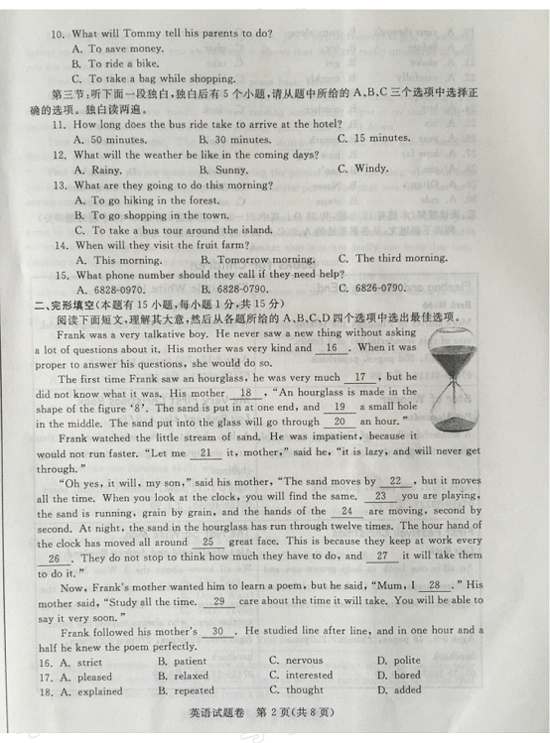 10. What will Tommy tell his parents to do?
A. To save money.
B. To ride a bike.
C. To take a bag while shopping.
第三节:听下面一段独白,独白后有 5 个小题,请从题中所给的 A、B、C 三个选项中选择正
确的选项。独白读两遍。
11. How long does the bus ride take to arrive at the hotel?
A. 50 minutes. B. 30 minutes. C. 15 minutes.
12. What will the weather be like in the coming days?
A. Rainy. B. Sunny. C. Windy.
13. What are they going to do this morning?
A. To go hiking in the forest.
B. To go shopping in the town.
C. To take a bus tour around the island.
14. When will they visit the fruit farm?
A. This morning. B. Tomorrow morning. C. The third morning.
15. What phone number should they call if they need help?
A. 6828-0970. B. 6828-0790. C. 6826-0790.
二、完形填空(本题有 15 小题,每小题 1 分,共 15 分)
阅读下面短文,理解其大意,然后从各题所给的 A、B、C、D 四个选项中选出最佳选项。
Frank was a very talkative boy. He never saw a new thing without asking
a lot of questions about it. His mother was very kind and 16 . When it was
proper to answer his questions, she would do so.
The first time Frank saw an hourglass, he was very much 17 , but he
did not know what it was. His mother 18 , “An hourglass is made in the
shape of the figure ‘8’. The sand is put in at one end, and 19 a small hole
in the middle. The sand put into the glass will go through 20 an hour.”
Frank watched the little stream of sand. He was impatient, because it
would not run faster. “Let me 21 it, mother,” said he, “it is lazy, and will never get
through.”
“Oh yes, it will, my son,” said his mother, “The sand moves by 22 , but it moves
all the time. When you look at the clock, you will find the same. 23 you are playing,
the sand is running, grain by grain, and the hands of the 24 are moving, second by
second. At night, the sand in the hourglass has run through twelve times. The hour hand of
the clock has moved all around 25 great face. This is because they keep at work every
26 . They do not stop to think how much they have to do, and 27 it will take them
to do it.”
Now, Frank’s mother wanted him to learn a poem, but he said, “Mum, I 28 .” His
mother said, “Study all the time. 29 care about the time it will take. You will be able to
say it very soon.”
Frank followed his mother’s 30 . He studied line after line, and in one hour and a
half he knew the poem perfectly.
16. A. strict B. patient C. nervous D. polite
17. A. pleased B. relaxed C. interested D. bored
18. A. explained B. repeated C. thought D. added
英语试题卷 第 2 页(共 8 页)